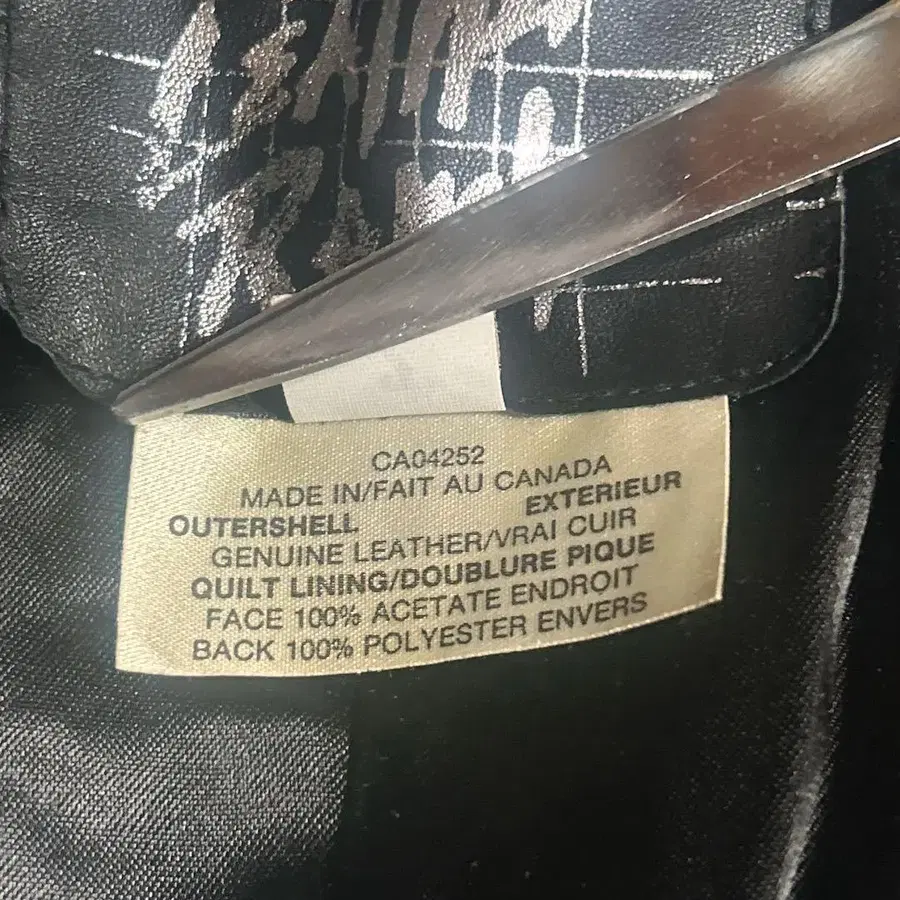 CA04252
MADE IN/FAIT AU CANADA
OUTERSHELL EXTERIEUR
GENUINE LEATHER/VRAI CUIR
QUILT LINING/DOUBLURE PIQUE
FACE 100% ACETATE ENDROIT
BACK 100% POLYESTER ENVERS